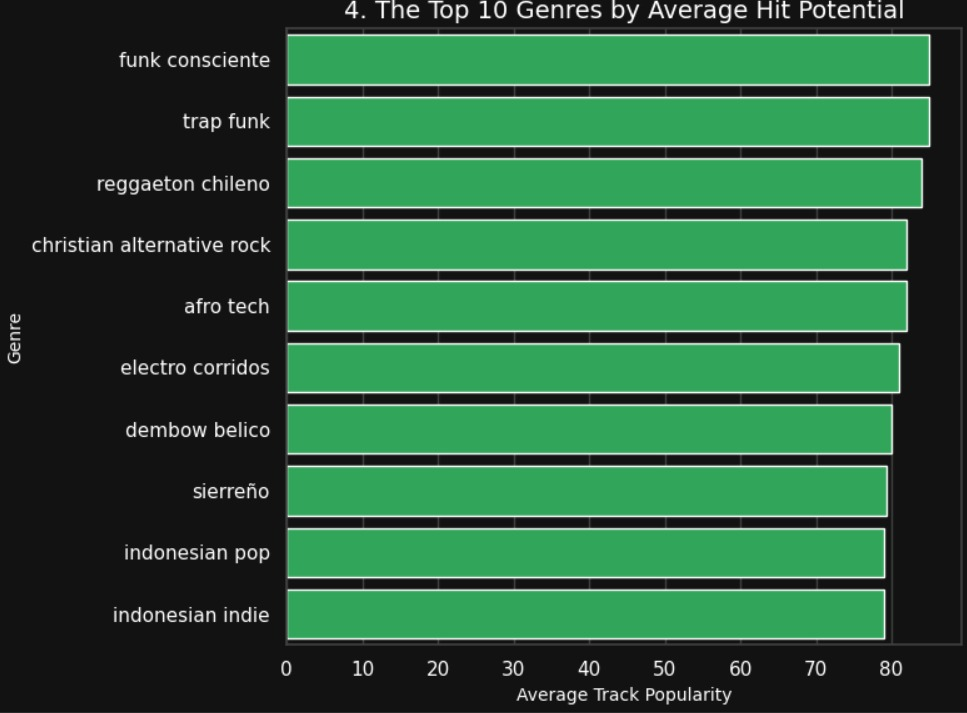 4. The Top 10 Genres by Average Hit Potential
funk consciente
trap funk
reggaeton chileno
christian alternative rock
afro tech
electro corridos
dembow belico
sierreño
indonesian pop
indonesian indie
Genre
0 10 20 30 40 50 60 70 80
Average Track Popularity